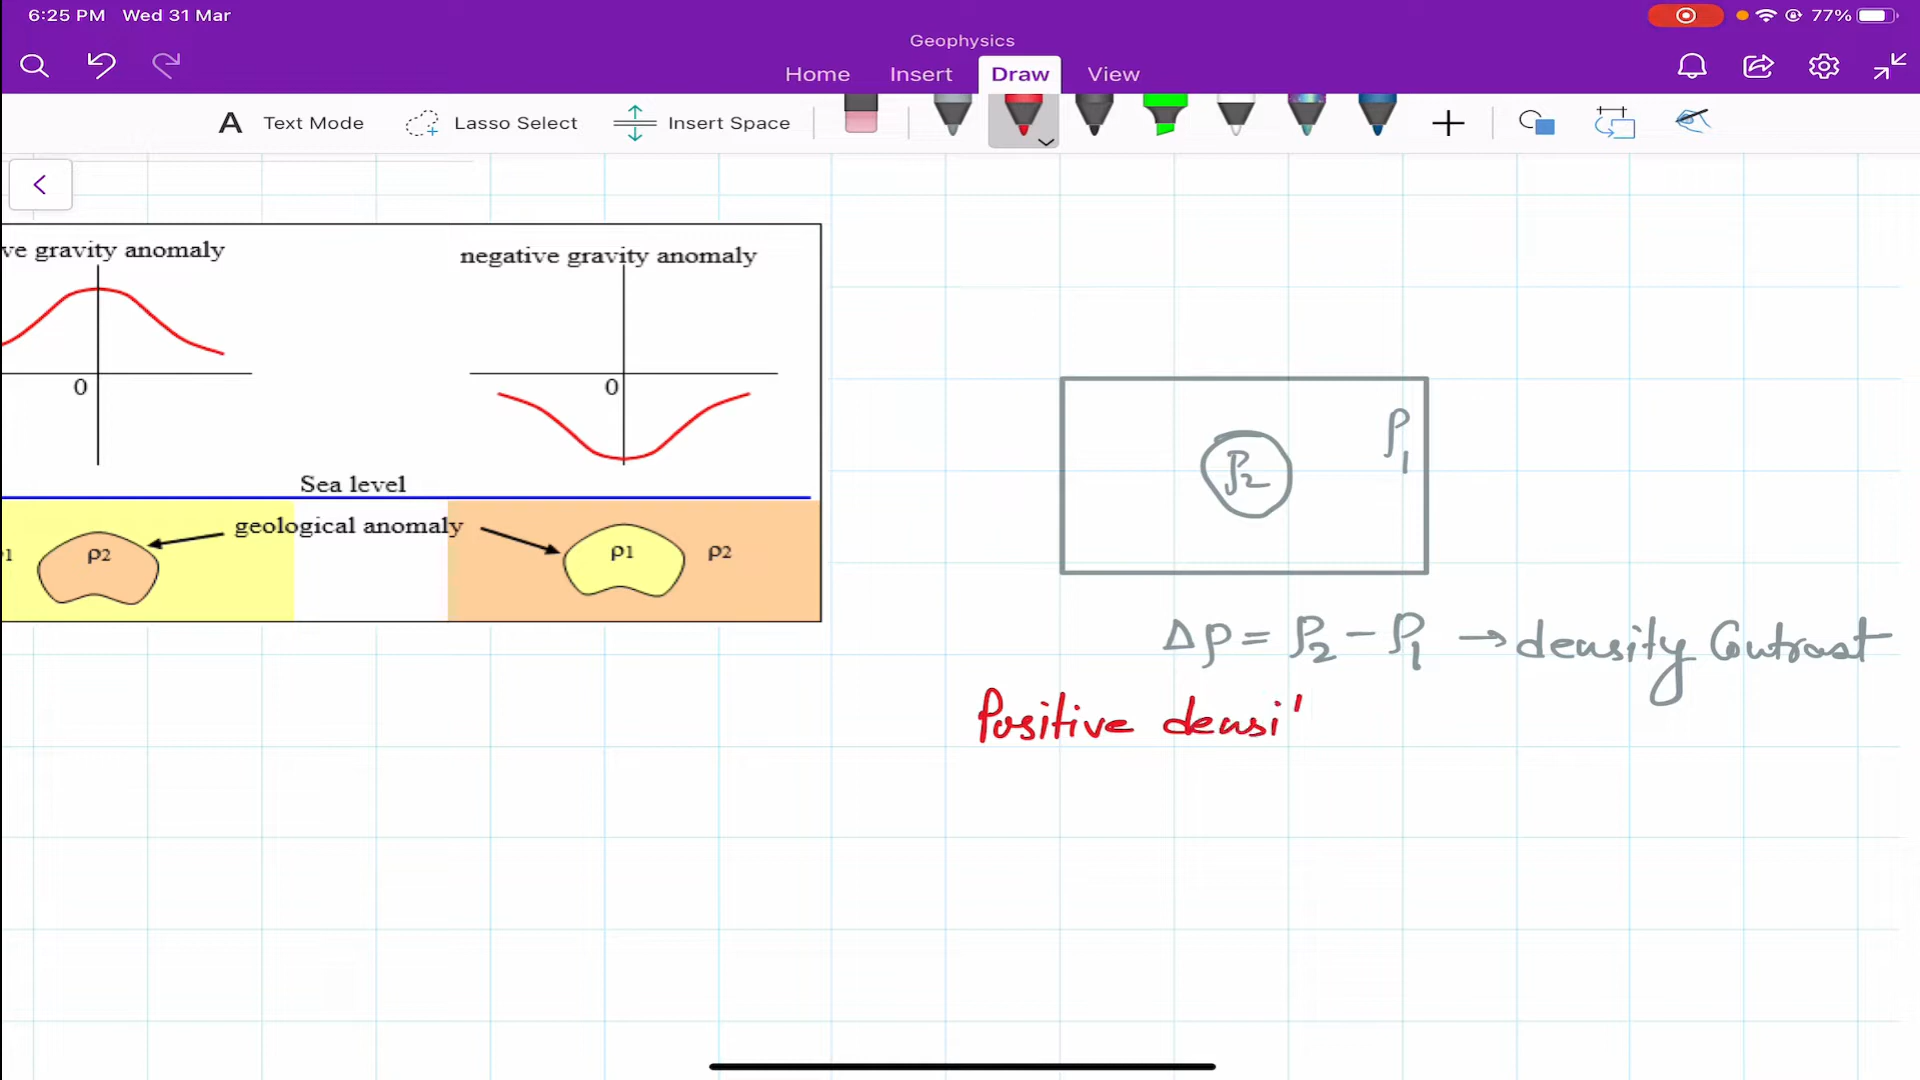 6:25 PM Wed 31 Mar
77%
Geophysics
Home Insert Draw View
A Text Mode Lasso Select Insert Space
ve gravity anomaly
negative gravity anomaly
0
0
Sea level
geological anomaly
ρ2
ρ1
ρ2
ρ1
ρ2
Δρ = ρ2 - ρ1 → density Contrast
Positive densi